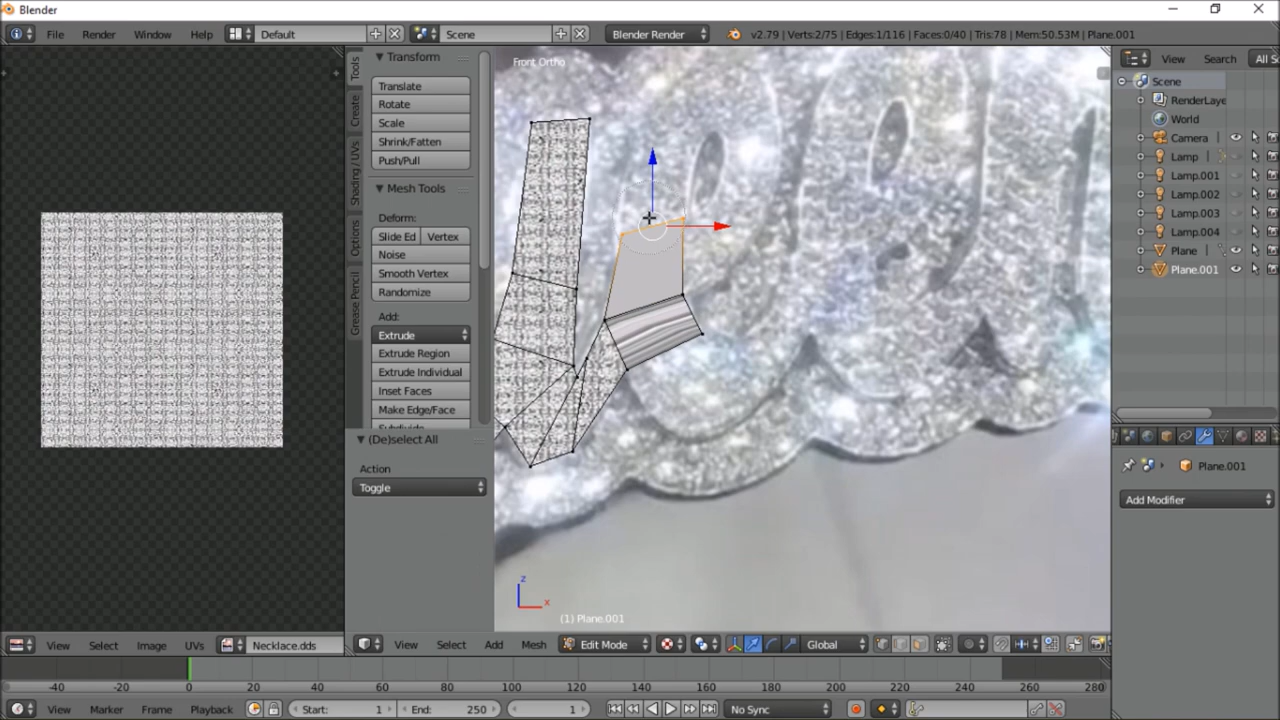 Blender
File Render Window Help Default Scene Blender Render v2.79 | Verts:2/75 | Edges:1/116 | Faces:0/40 | Tris:78 | Mem:50.53M | Plane.001
Tools
Create
Shading / UVs
Options
Grease Pencil
Transform
Translate
Rotate
Scale
Shrink/Fatten
Push/Pull
Mesh Tools
Deform:
Slide Ed Vertex
Noise
Smooth Vertex
Randomize
Add:
Extrude
Extrude Region
Extrude Individual
Inset Faces
Make Edge/Face
Subdivide
(De)select All
Action
Toggle
Front Ortho
z
x
(1) Plane.001
View Search All S
Scene
RenderLaye
World
Camera
Lamp
Lamp.001
Lamp.002
Lamp.003
Lamp.004
Plane
Plane.001
Plane.001
Add Modifier
View Select Image UVs Necklace.dds
View Select Add Mesh Edit Mode Global
-40 -20 0 20 40 60 80 100 120 140 160 180 200 220 240 260 280
View Marker Frame Playback Start: 1 End: 250 1 No Sync